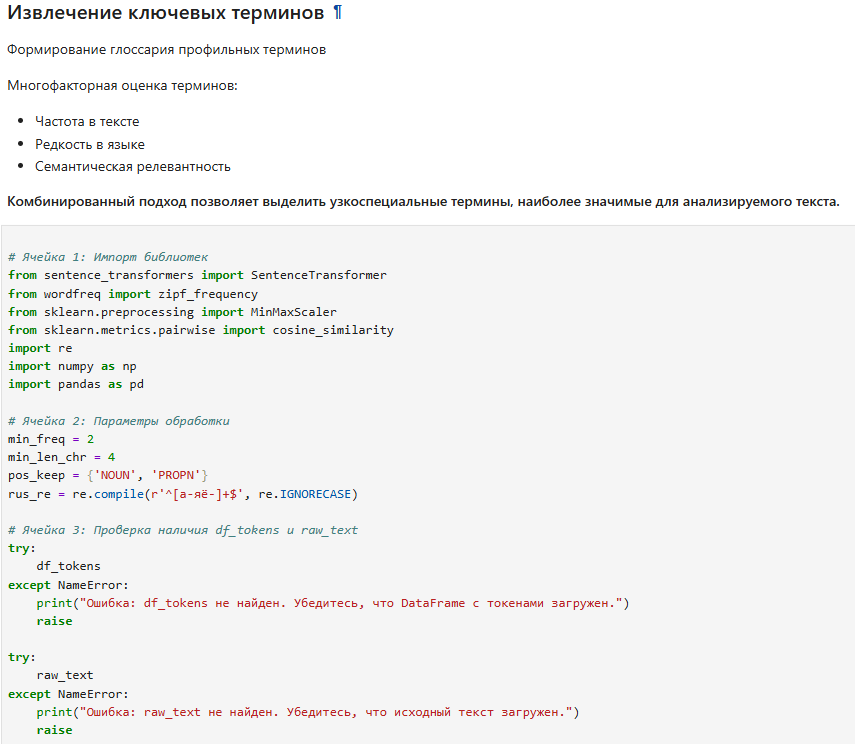 Извлечение ключевых терминов ¶
Формирование глоссария профильных терминов
Многофакторная оценка терминов:
• Частота в тексте
• Редкость в языке
• Семантическая релевантность
Комбинированный подход позволяет выделить узкоспециальные термины, наиболее значимые для анализируемого текста.
# Ячейка 1: Импорт библиотек
from sentence_transformers import SentenceTransformer
from wordfreq import zipf_frequency
from sklearn.preprocessing import MinMaxScaler
from sklearn.metrics.pairwise import cosine_similarity
import re
import numpy as np
import pandas as pd
# Ячейка 2: Параметры обработки
min_freq = 2
min_len_chr = 4
pos_keep = {'NOUN', 'PROPN'}
rus_re = re.compile(r'^[а-яё-]+$', re.IGNORECASE)
# Ячейка 3: Проверка наличия df_tokens и raw_text
try:
    df_tokens
except NameError:
    print("Ошибка: df_tokens не найден. Убедитесь, что DataFrame с токенами загружен.")
    raise
try:
    raw_text
except NameError:
    print("Ошибка: raw_text не найден. Убедитесь, что исходный текст загружен.")
    raise